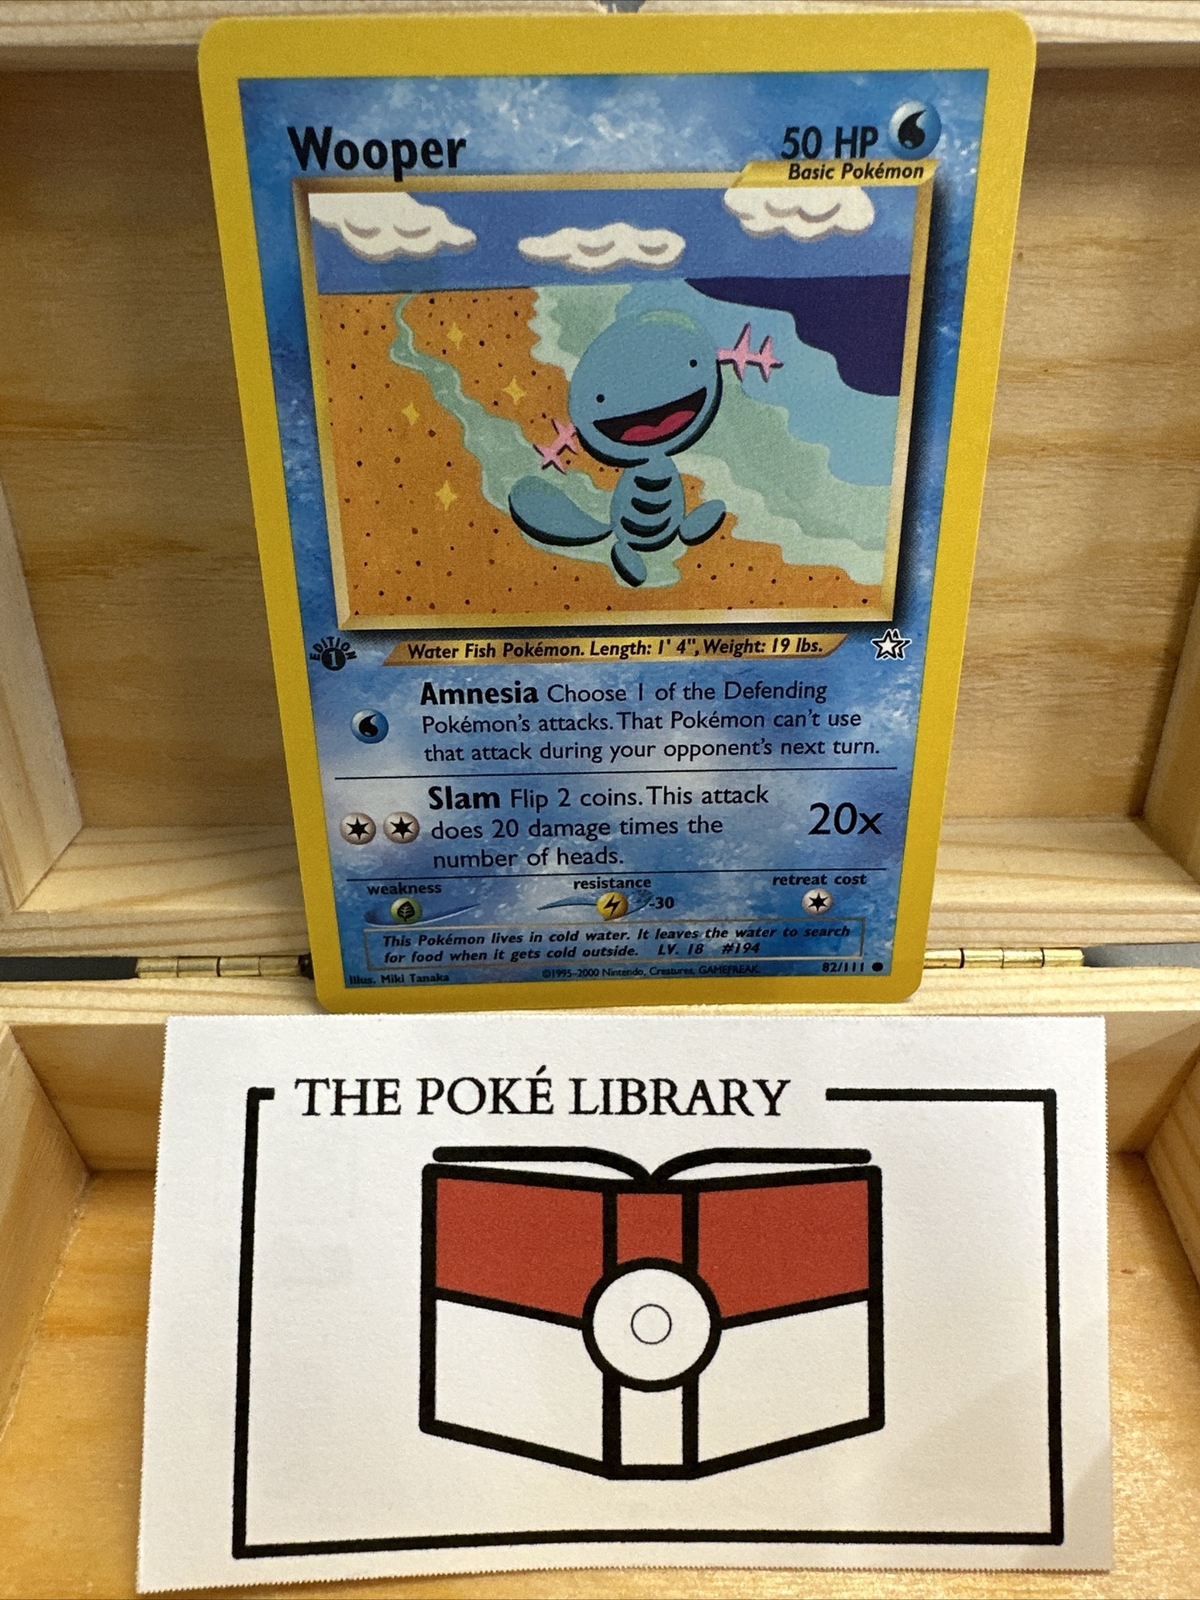 Wooper
50 HP
Basic Pokémon
EDITION
1
Water Fish Pokémon. Length: 1' 4", Weight: 19 lbs.
Amnesia Choose 1 of the Defending
Pokémon's attacks. That Pokémon can't use
that attack during your opponent's next turn.
Slam Flip 2 coins. This attack
does 20 damage times the
number of heads.
20x
weakness
resistance
retreat cost
-30
This Pokémon lives in cold water. It leaves the water to search
for food when it gets cold outside. LV. 18 #194
Illus. Miki Tanaka
©1995-2000 Nintendo, Creatures, GAMEFREAK.
82/111
THE POKÉ LIBRARY